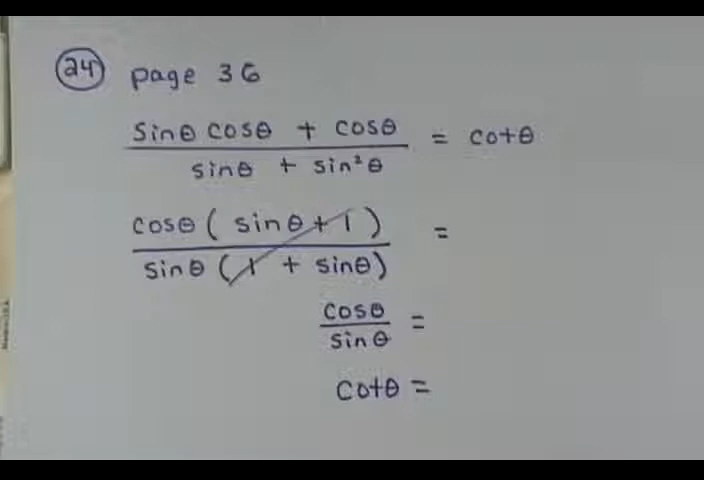 24 page 36
sinθ cosθ + cosθ / sinθ + sin²θ = cotθ
cosθ ( sinθ + 1 ) / sinθ ( 1 + sinθ) =
cosθ / sinθ =
cotθ =